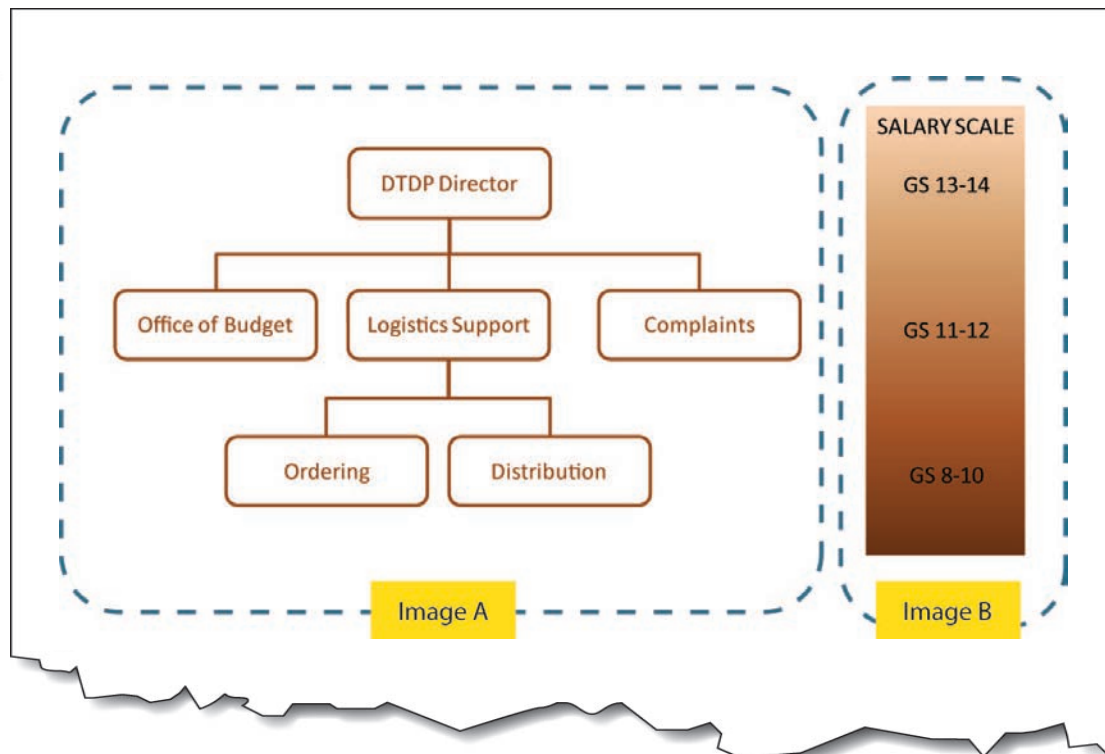 DTDP Director
Office of Budget
Logistics Support
Complaints
Ordering
Distribution
Image A
SALARY SCALE
GS 13-14
GS 11-12
GS 8-10
Image B